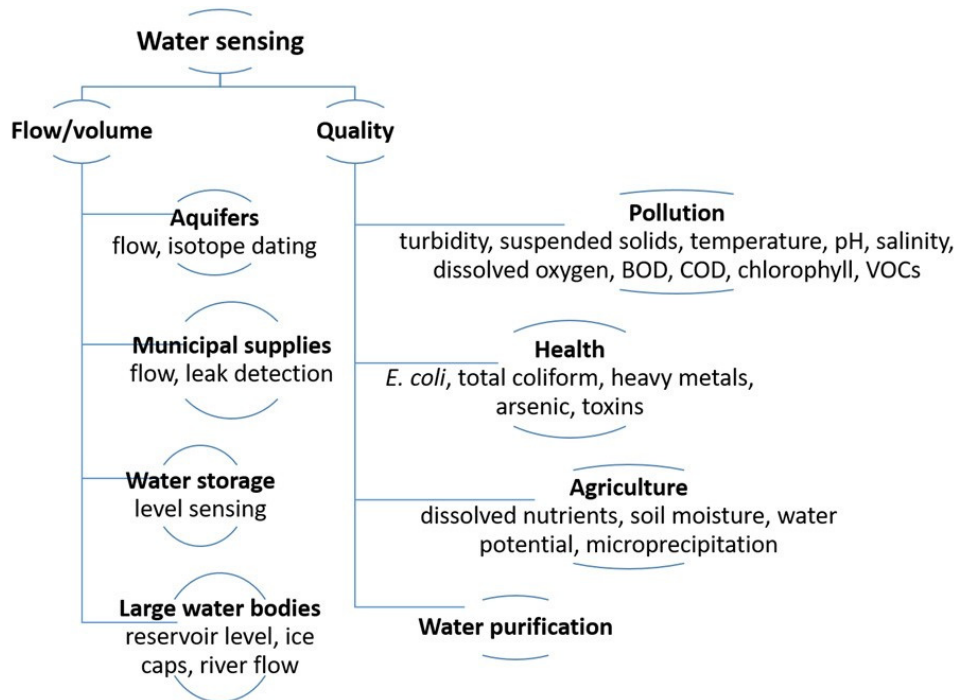 Water sensing
Flow/volume
Quality
Aquifers
flow, isotope dating
Municipal supplies
flow, leak detection
Water storage
level sensing
Large water bodies
reservoir level, ice
caps, river flow
Pollution
turbidity, suspended solids, temperature, pH, salinity,
dissolved oxygen, BOD, COD, chlorophyll, VOCs
Health
E. coli, total coliform, heavy metals,
arsenic, toxins
Agriculture
dissolved nutrients, soil moisture, water
potential, microprecipitation
Water purification